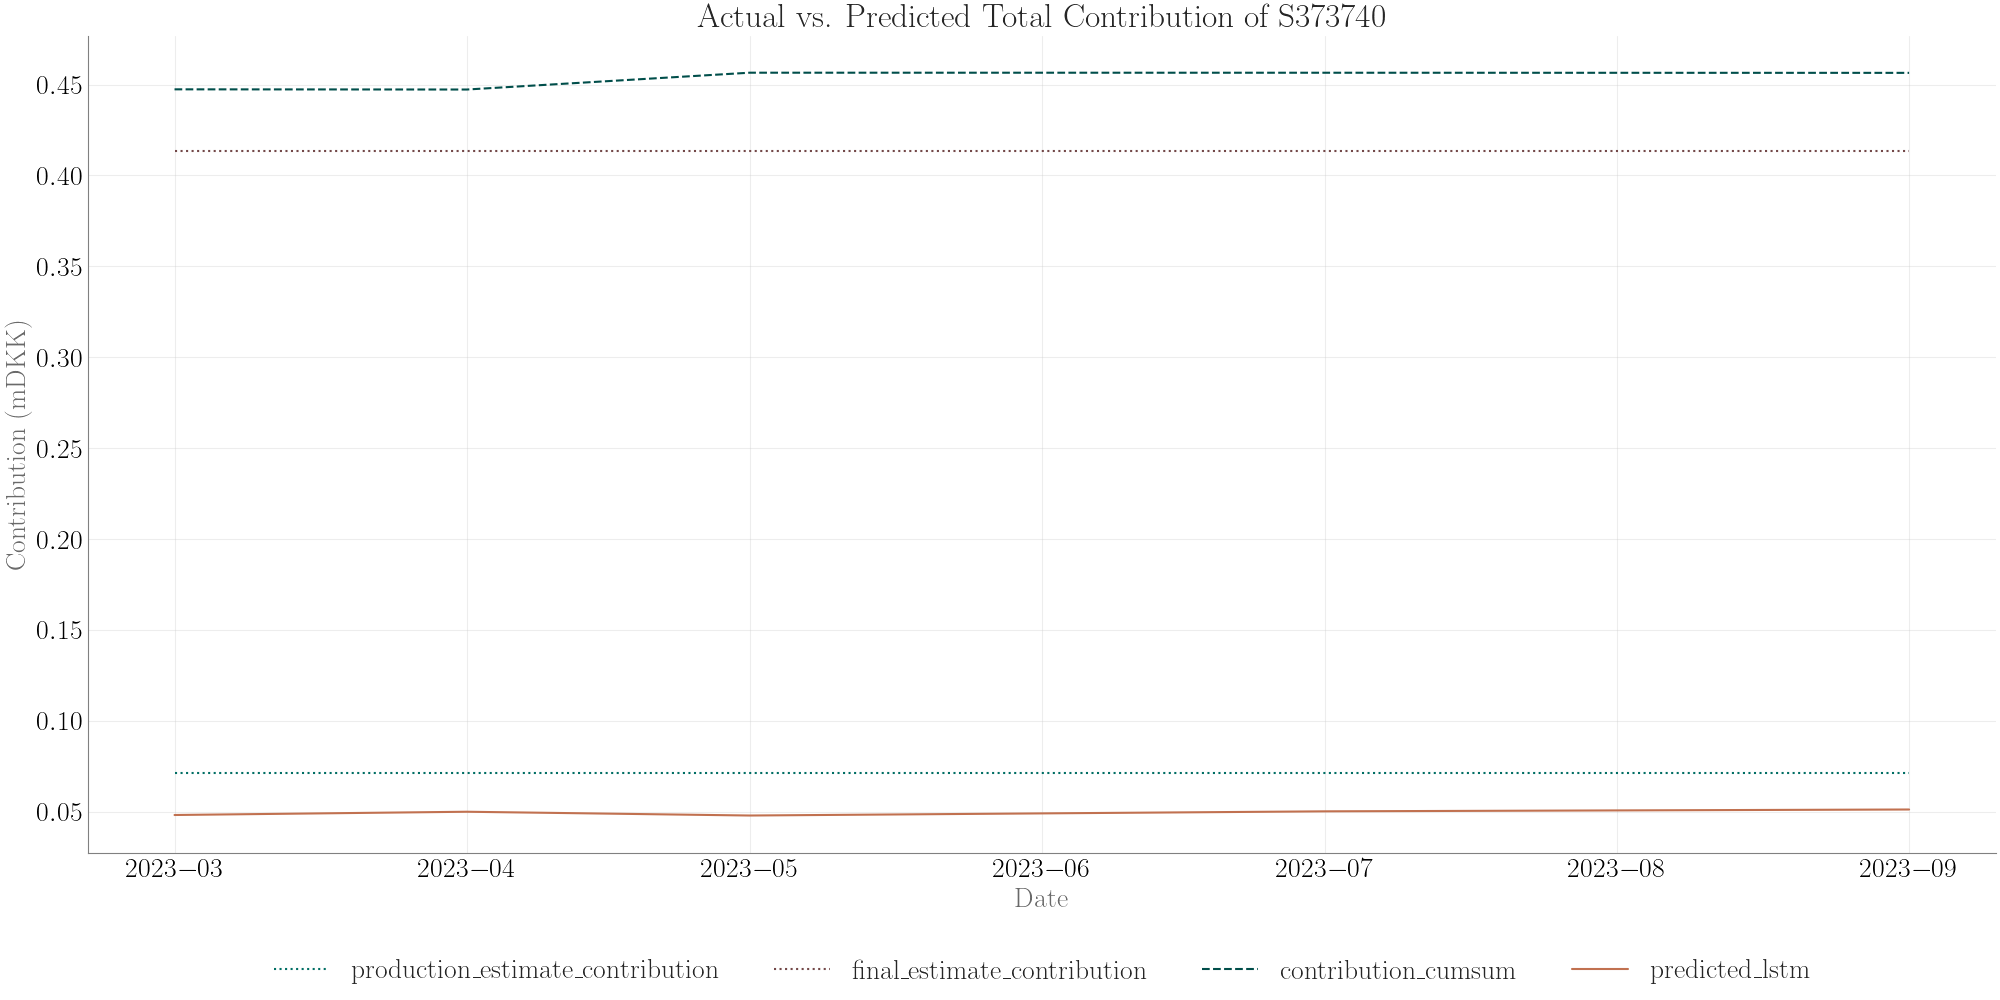 Actual vs. Predicted Total Contribution of S373740
Contribution (mDKK)
0.45
0.40
0.35
0.30
0.25
0.20
0.15
0.10
0.05
2023−03 2023−04 2023−05 2023−06 2023−07 2023−08 2023−09
Date
production_estimate_contribution final_estimate_contribution contribution_cumsum predicted_lstm